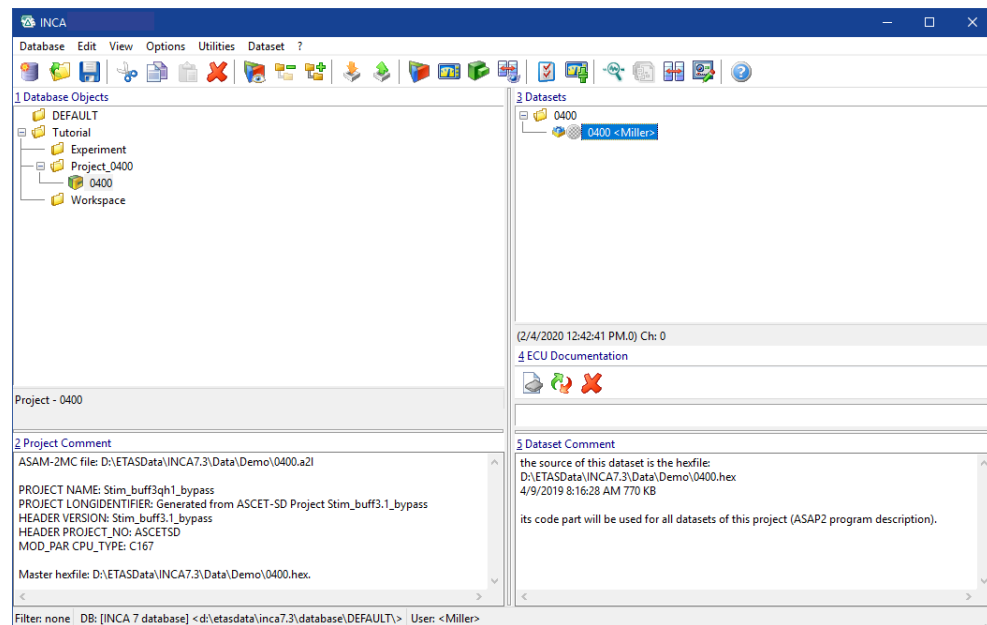 INCA
Database Edit View Options Utilities Dataset ?
1 Database Objects
DEFAULT
Tutorial
Experiment
Project_0400
0400
Workspace
Project - 0400
2 Project Comment
ASAM-2MC file: D:\ETASData\INCA7.3\Data\Demo\0400.a2l
PROJECT NAME: Stim_buff3qh1_bypass
PROJECT LONGIDENTIFIER: Generated from ASCET-SD Project Stim_buff3.1_bypass
HEADER VERSION: Stim_buff3.1_bypass
HEADER PROJECT_NO: ASCETSD
MOD_PAR CPU_TYPE: C167
Master hexfile: D:\ETASData\INCA7.3\Data\Demo\0400.hex.
3 Datasets
0400
0400 <Miller>
(2/4/2020 12:42:41 PM.0) Ch: 0
4 ECU Documentation
5 Dataset Comment
the source of this dataset is the hexfile:
D:\ETASData\INCA7.3\Data\Demo\0400.hex
4/9/2019 8:16:28 AM 770 KB
its code part will be used for all datasets of this project (ASAP2 program description).
Filter: none DB: [INCA 7 database] <d:\etasdata\inca7.3\database\DEFAULT\> User: <Miller>